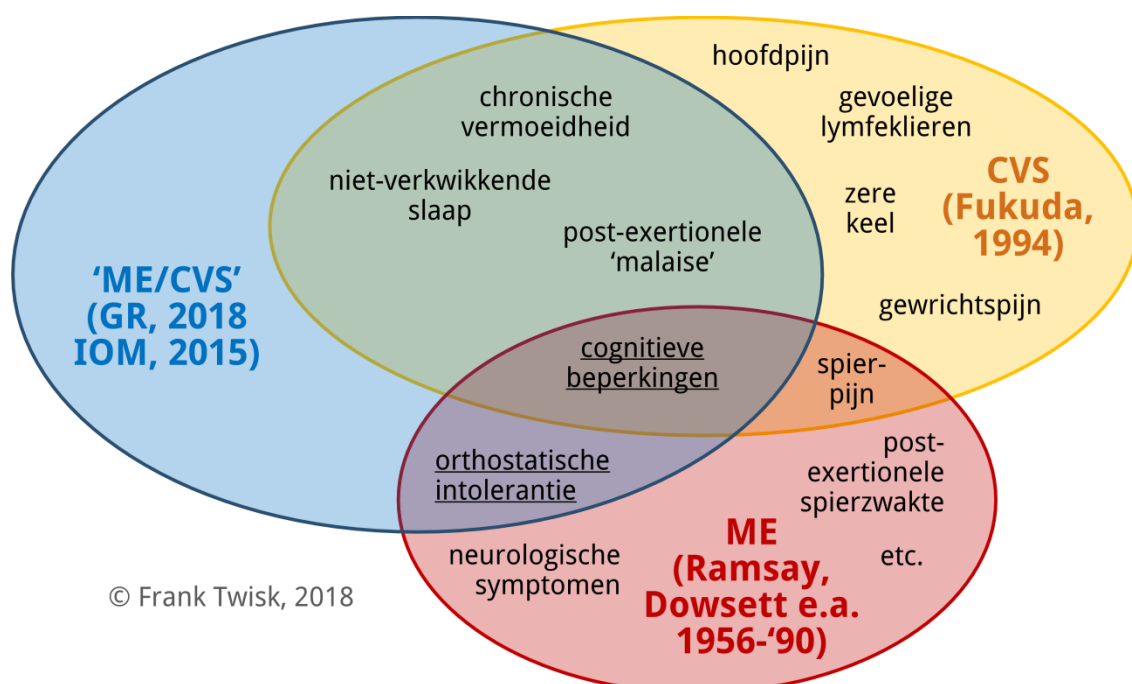 hoofdpijn
chronische
vermoeidheid
gevoelige
lymfeklieren
niet-verkwikkende
slaap
zere
keel
CVS
(Fukuda,
1994)
post-exertionele
‘malaise’
‘ME/CVS’
(GR, 2018
IOM, 2015)
gewrichtspijn
cognitieve
beperkingen
spier-
pijn
orthostatische
intolerantie
post-
exertionele
spierzwakte
neurologische
symptomen
ME
(Ramsay,
Dowsett e.a.
1956-‘90)
etc.
© Frank Twisk, 2018